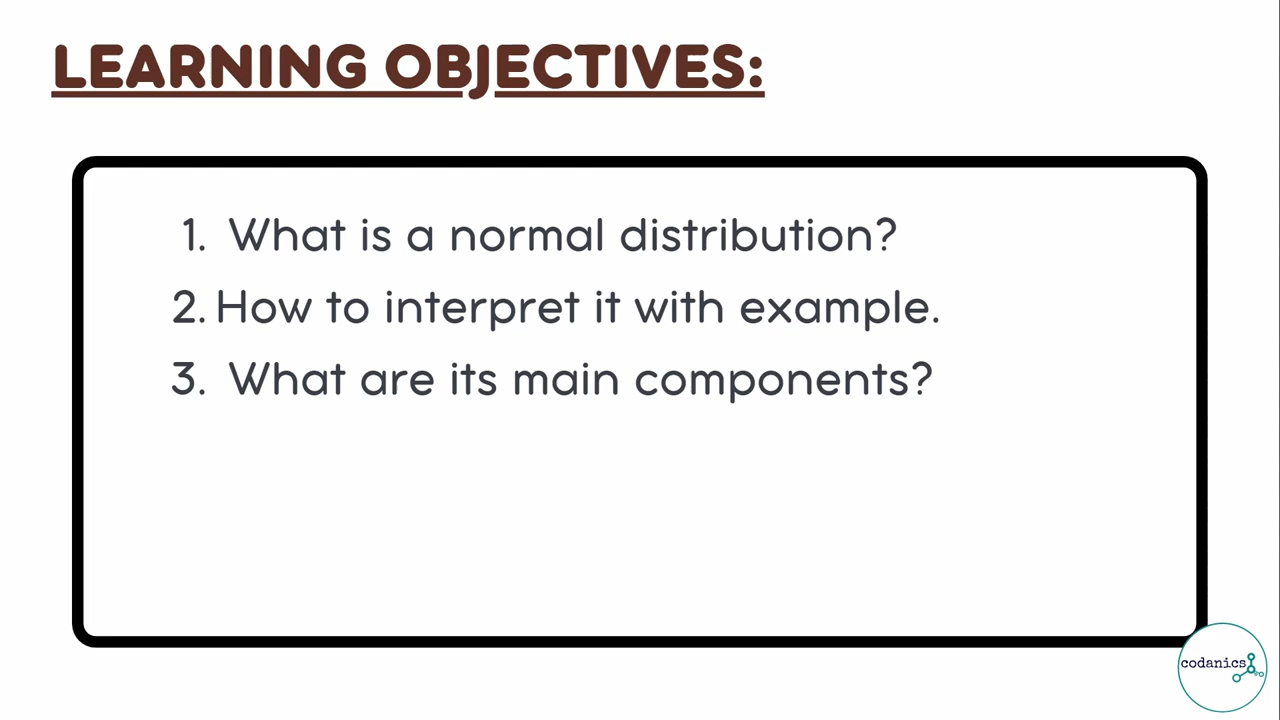 LEARNING OBJECTIVES:
1. What is a normal distribution?
2. How to interpret it with example.
3. What are its main components?
codanics